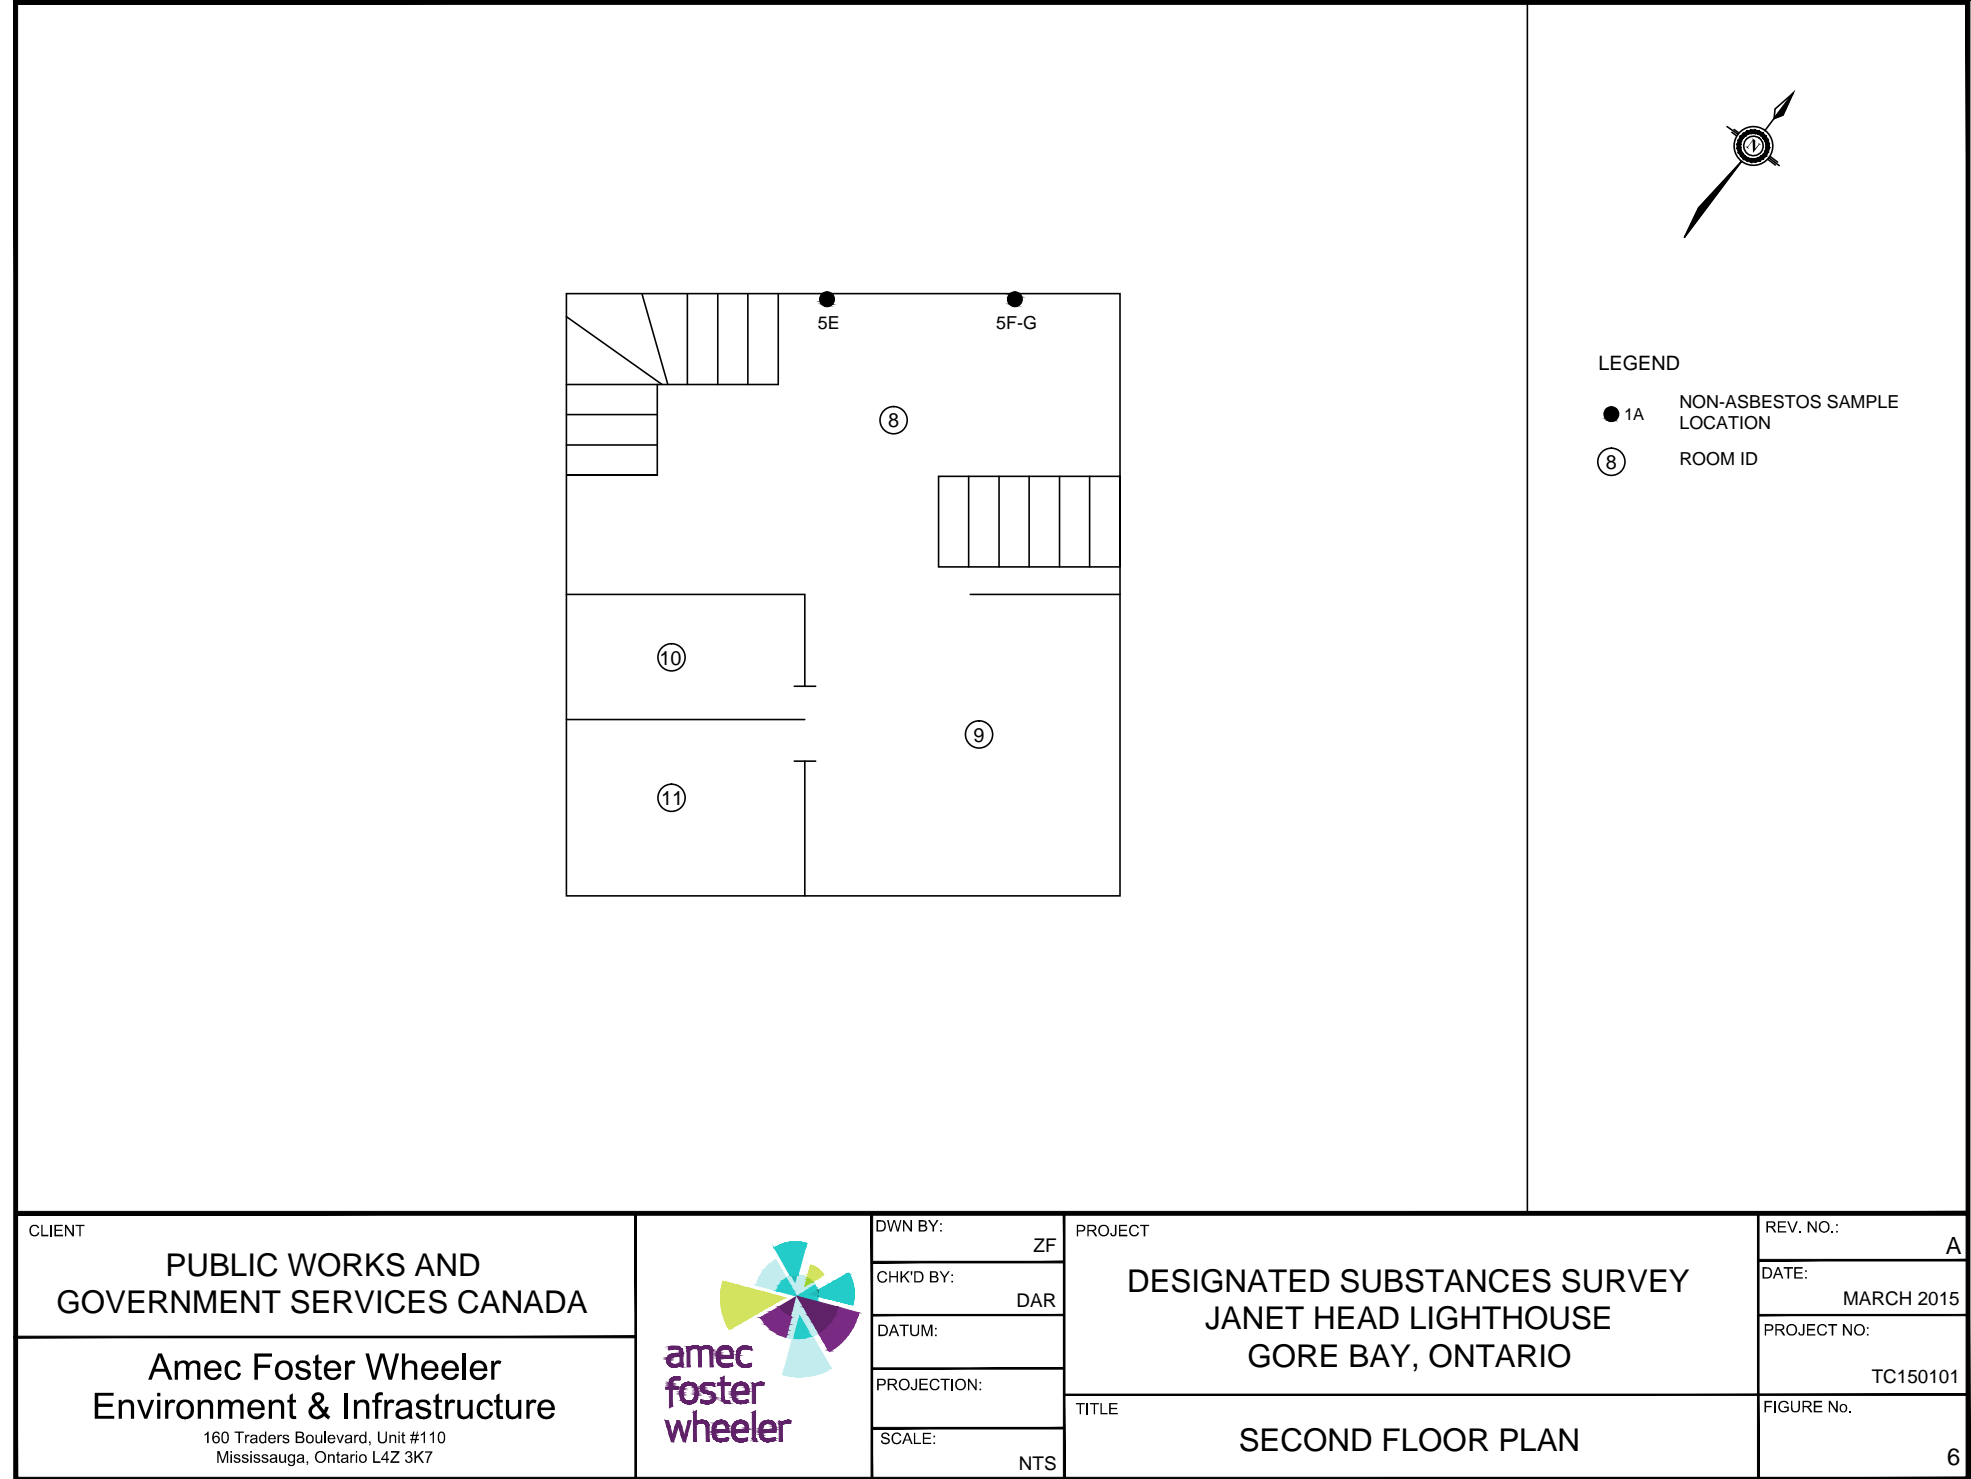 N
5E
5F-G
8
10
9
11
LEGEND
1A
NON-ASBESTOS SAMPLE
LOCATION
8
ROOM ID
CLIENT
PUBLIC WORKS AND
GOVERNMENT SERVICES CANADA
Amec Foster Wheeler
Environment & Infrastructure
160 Traders Boulevard, Unit #110
Mississauga, Ontario L4Z 3K7
amec
foster
wheeler
DWN BY:
ZF
CHK'D BY:
DAR
DATUM:
PROJECTION:
SCALE:
NTS
PROJECT
DESIGNATED SUBSTANCES SURVEY
JANET HEAD LIGHTHOUSE
GORE BAY, ONTARIO
TITLE
SECOND FLOOR PLAN
REV. NO.:
A
DATE:
MARCH 2015
PROJECT NO:
TC150101
FIGURE No.
6